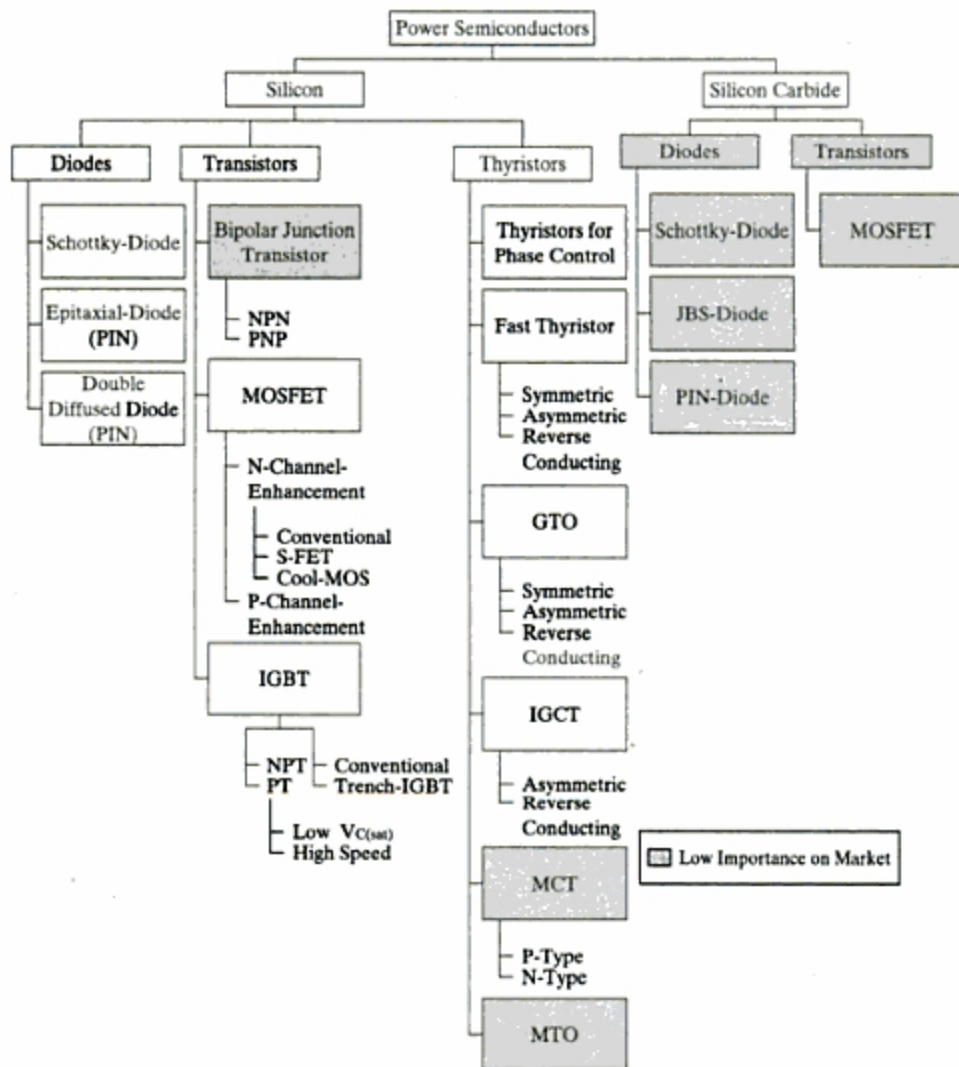 Power Semiconductors
Silicon
Silicon Carbide
Diodes
Transistors
Thyristors
Diodes
Transistors
Schottky-Diode
Epitaxial-Diode
(PIN)
Double
Diffused Diode
(PIN)
Bipolar Junction
Transistor
NPN
PNP
MOSFET
N-Channel-
Enhancement
Conventional
S-FET
Cool-MOS
P-Channel-
Enhancement
IGBT
NPT
PT
Conventional
Trench-IGBT
Low VC(sat)
High Speed
Thyristors for
Phase Control
Fast Thyristor
Symmetric
Asymmetric
Reverse
Conducting
GTO
Symmetric
Asymmetric
Reverse
Conducting
IGCT
Asymmetric
Reverse
Conducting
MCT
P-Type
N-Type
MTO
Schottky-Diode
JBS-Diode
PIN-Diode
MOSFET
Low Importance on Market